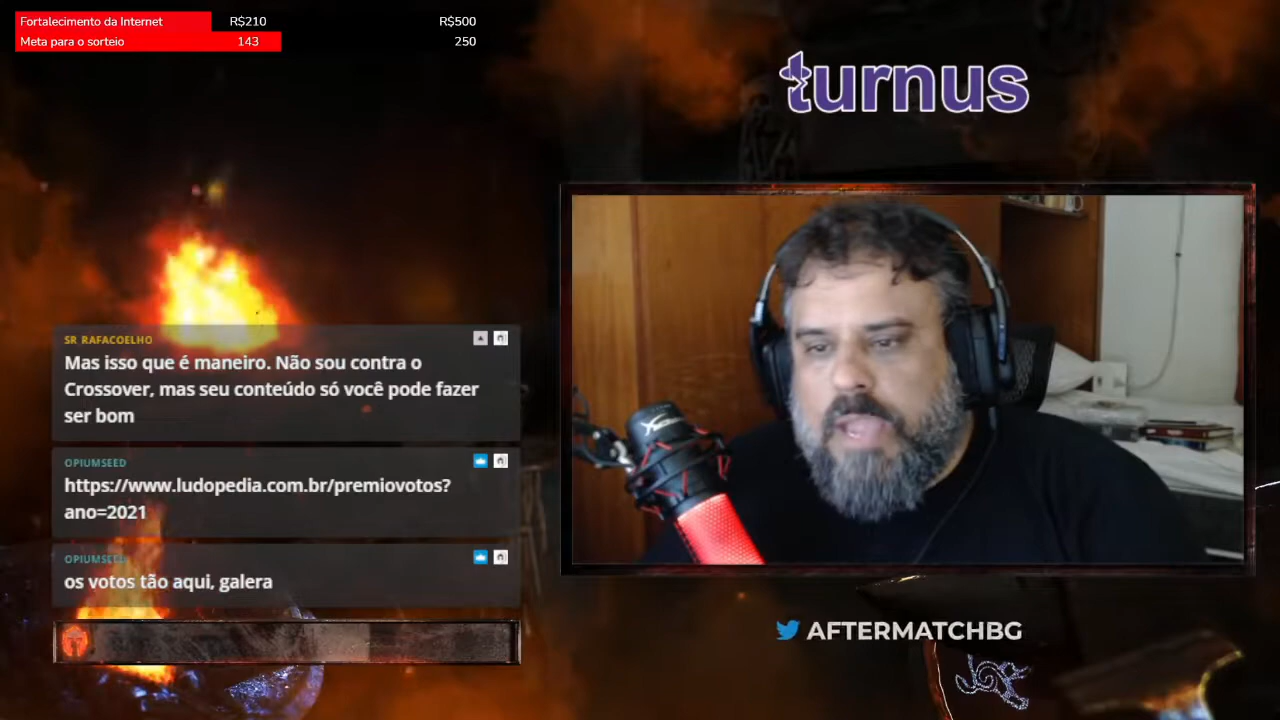 Fortalecimento da Internet R$210 R$500
Meta para o sorteio 143 250
turnus
SR RAFACOELHO
Mas isso que é maneiro. Não sou contra o
Crossover, mas seu conteúdo só você pode fazer
ser bom
OPIUMSEED
https://www.ludopedia.com.br/premiovotos?
ano=2021
OPIUMSEED
os votos tão aqui, galera
AFTERMATCHBG